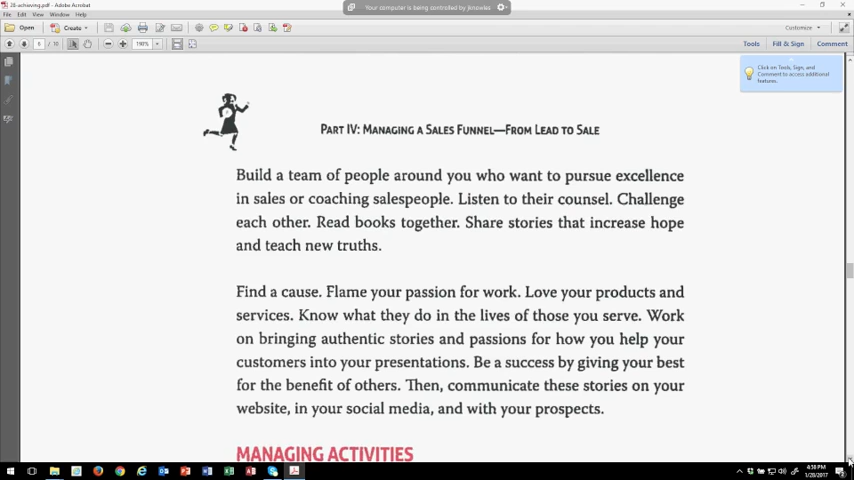 28-achieving.pdf - Adobe Acrobat
Your computer is being controlled by jknowles
File Edit View Window Help
Open Create Customize
6 / 10 190% Tools Fill & Sign Comment
Click on Tools, Sign, and
Comment to access additional
features.
PART IV: MANAGING A SALES FUNNEL—FROM LEAD TO SALE
Build a team of people around you who want to pursue excellence
in sales or coaching salespeople. Listen to their counsel. Challenge
each other. Read books together. Share stories that increase hope
and teach new truths.
Find a cause. Flame your passion for work. Love your products and
services. Know what they do in the lives of those you serve. Work
on bringing authentic stories and passions for how you help your
customers into your presentations. Be a success by giving your best
for the benefit of others. Then, communicate these stories on your
website, in your social media, and with your prospects.
MANAGING ACTIVITIES
4:58 PM
1/20/2017